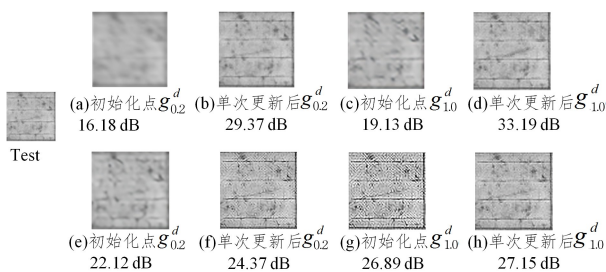 (a)初始化点g^d_0.2 (b)单次更新后g^d_0.2 (c)初始化点g^d_1.0 (d)单次更新后g^d_1.0
16.18 dB 29.37 dB 19.13 dB 33.19 dB
Test
(e)初始化点g^d_0.2 (f)单次更新后g^d_0.2 (g)初始化点g^d_1.0 (h)单次更新后g^d_1.0
22.12 dB 24.37 dB 26.89 dB 27.15 dB